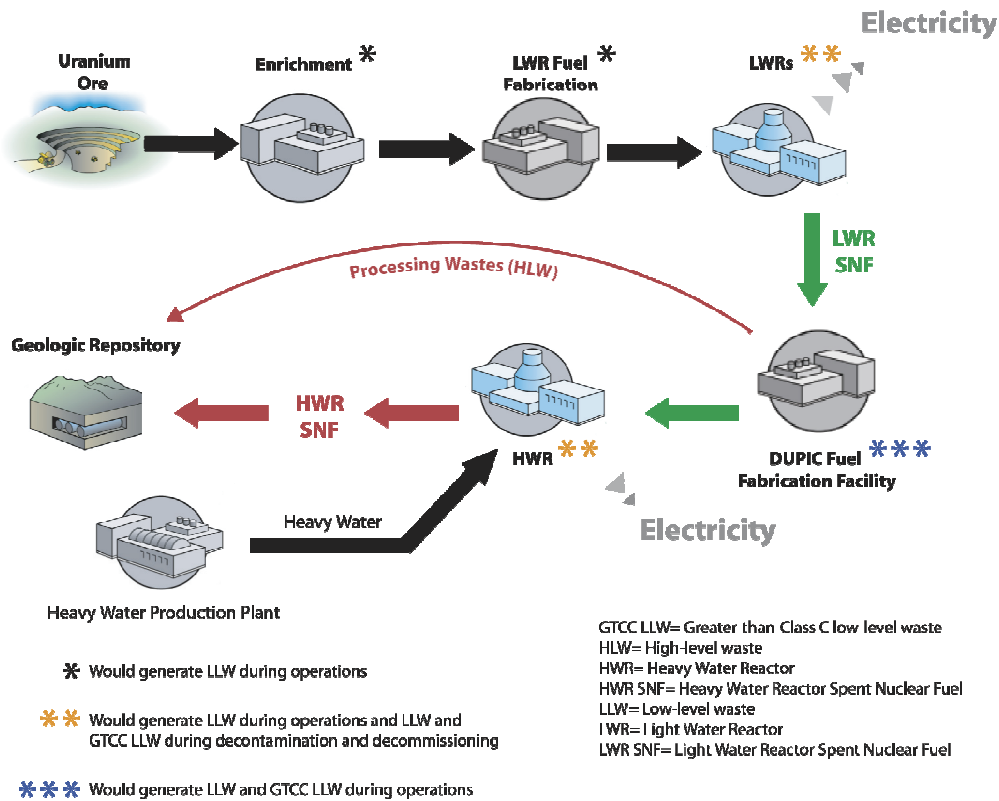 Electricity
Uranium
Ore
Enrichment *
LWR Fuel *
Fabrication
LWRs **
LWR
SNF
Processing Wastes (HLW)
Geologic Repository
HWR
SNF
HWR **
DUPIC Fuel ***
Fabrication Facility
Electricity
Heavy Water
Heavy Water Production Plant
* Would generate LLW during operations
** Would generate LLW during operations and LLW and
GTCC LLW during decontamination and decommissioning
*** Would generate LLW and GTCC LLW during operations
GTCC LLW= Greater than Class C low level waste
HLW= High-level waste
HWR= Heavy Water Reactor
HWR SNF= Heavy Water Reactor Spent Nuclear Fuel
LLW= Low-level waste
LWR= Light Water Reactor
LWR SNF= Light Water Reactor Spent Nuclear Fuel